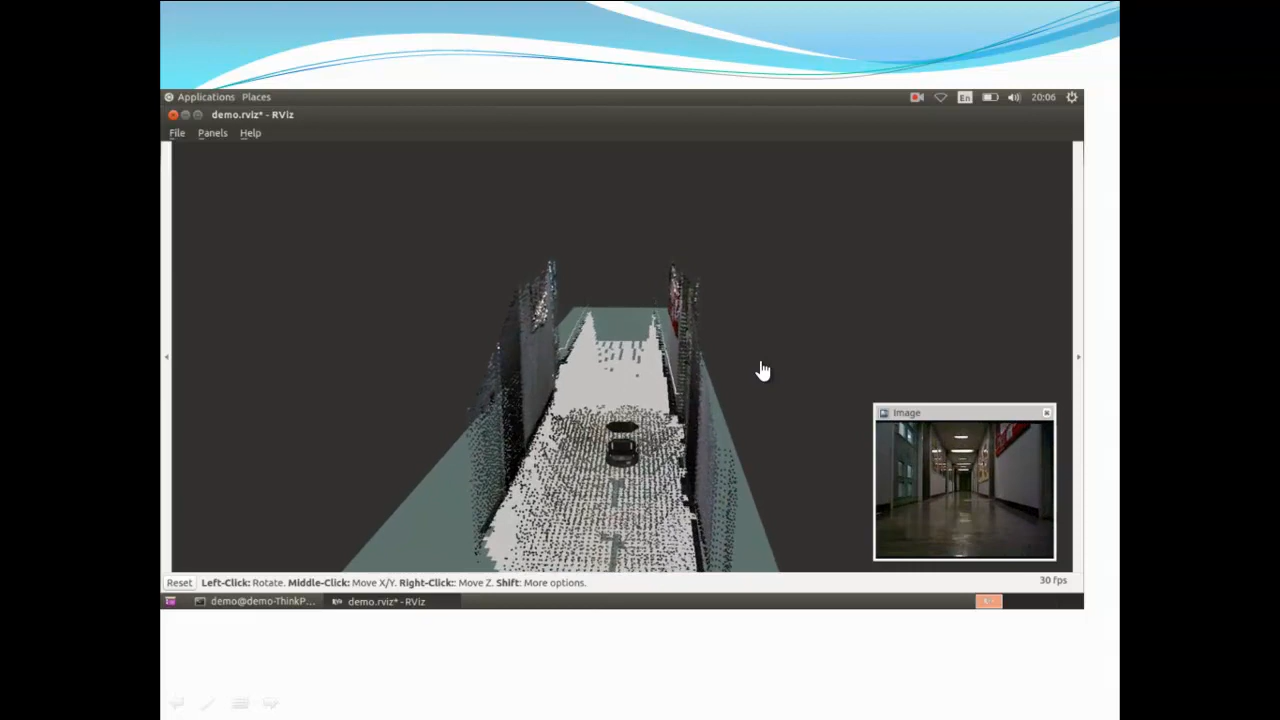 Applications Places
En
20:06
demo.rviz* - RViz
File Panels Help
Image
Reset Left-Click: Rotate. Middle-Click: Move X/Y. Right-Click:: Move Z. Shift: More options.
30 fps
demo@demo-ThinkP... demo.rviz* - RViz